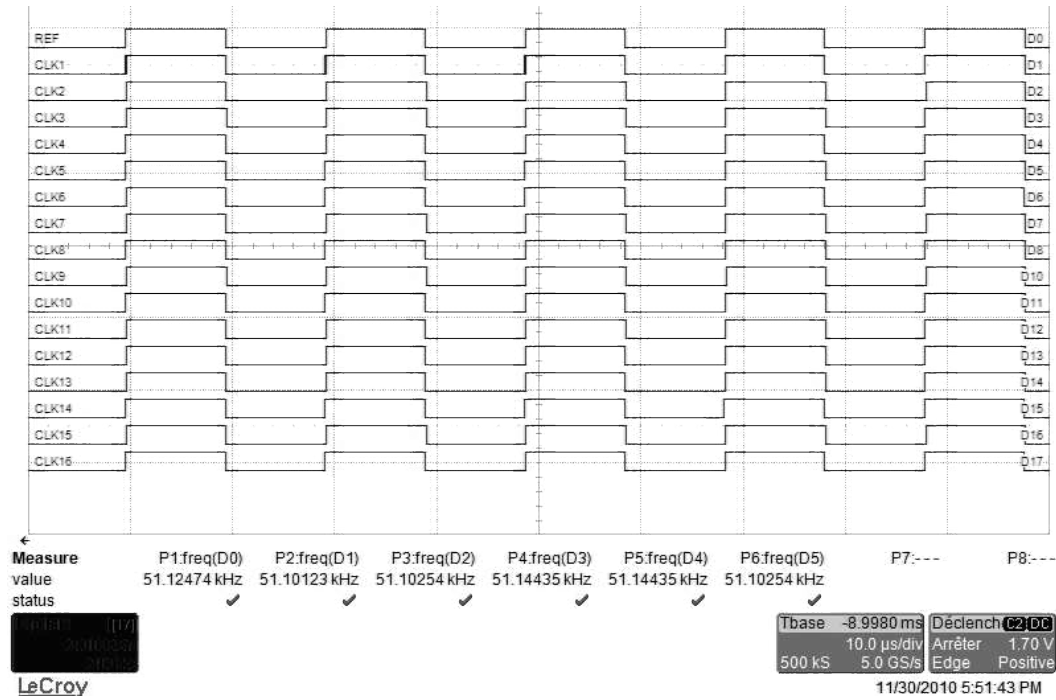 REF D0
CLK1 D1
CLK2 D2
CLK3 D3
CLK4 D4
CLK5 D5
CLK6 D6
CLK7 D7
CLK8 D8
CLK9 D10
CLK10 D11
CLK11 D12
CLK12 D13
CLK13 D14
CLK14 D15
CLK15 D16
CLK16 D17
Measure P1:freq(D0) P2:freq(D1) P3:freq(D2) P4:freq(D3) P5:freq(D4) P6:freq(D5) P7:--- P8:---
value 51.12474 kHz 51.10123 kHz 51.10254 kHz 51.14435 kHz 51.14435 kHz 51.10254 kHz
status
Tbase -8.9980 ms Déclench C2 DC
10.0 µs/div Arrêter 1.70 V
500 kS 5.0 GS/s Edge Positive
LeCroy 11/30/2010 5:51:43 PM